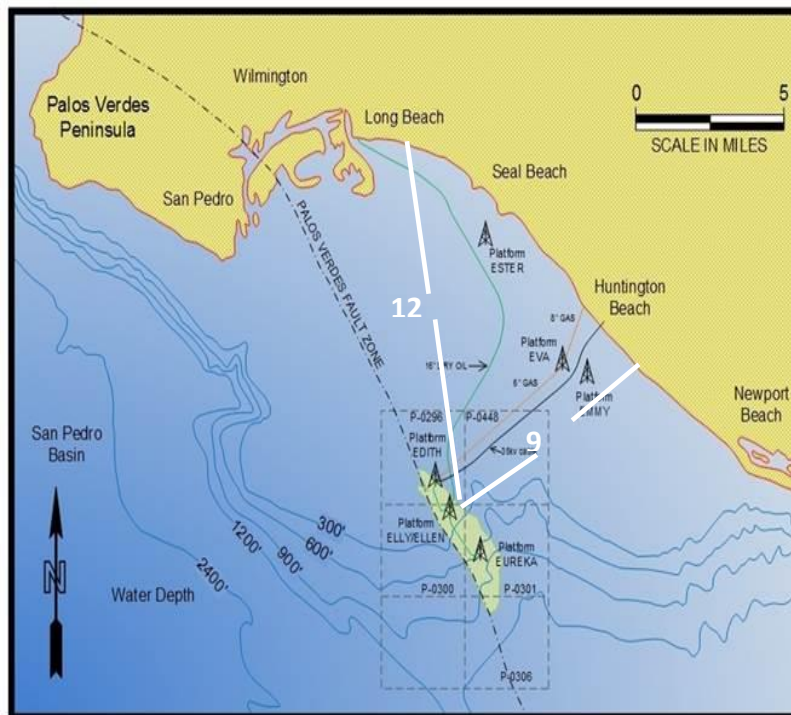 Wilmington
Palos Verdes
Peninsula
Long Beach
0 5
SCALE IN MILES
Seal Beach
San Pedro
PALOS VERDES FAULT ZONE
Platform
ESTER
Huntington
Beach
12
8" GAS
Platform
EVA
16" DRY OIL
6" GAS
Platform
EMMY
Newport
Beach
P-0296 P-0448
San Pedro
Basin
Platform
EDITH
9
300'
600'
900'
1200'
2400'
Platform
ELLY/ELLEN
Platform
EUREKA
N
Water Depth
P-0300 P-0301
P-0306